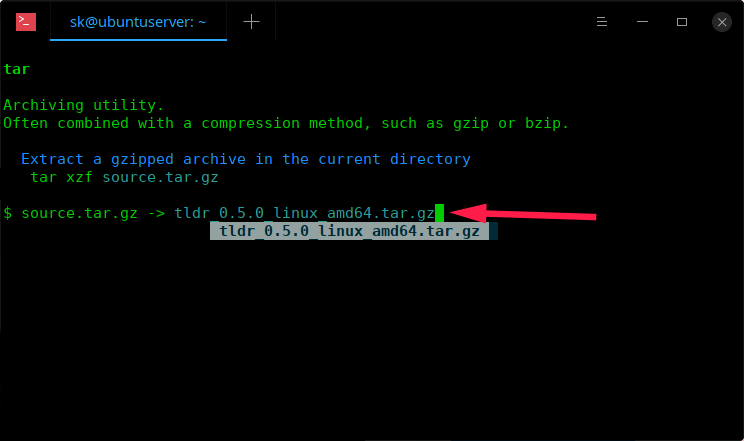 >_ sk@ubuntuserver: ~
tar
Archiving utility.
Often combined with a compression method, such as gzip or bzip.
Extract a gzipped archive in the current directory
tar xzf source.tar.gz
$ source.tar.gz -> tldr_0.5.0_linux_amd64.tar.gz
tldr_0.5.0_linux_amd64.tar.gz